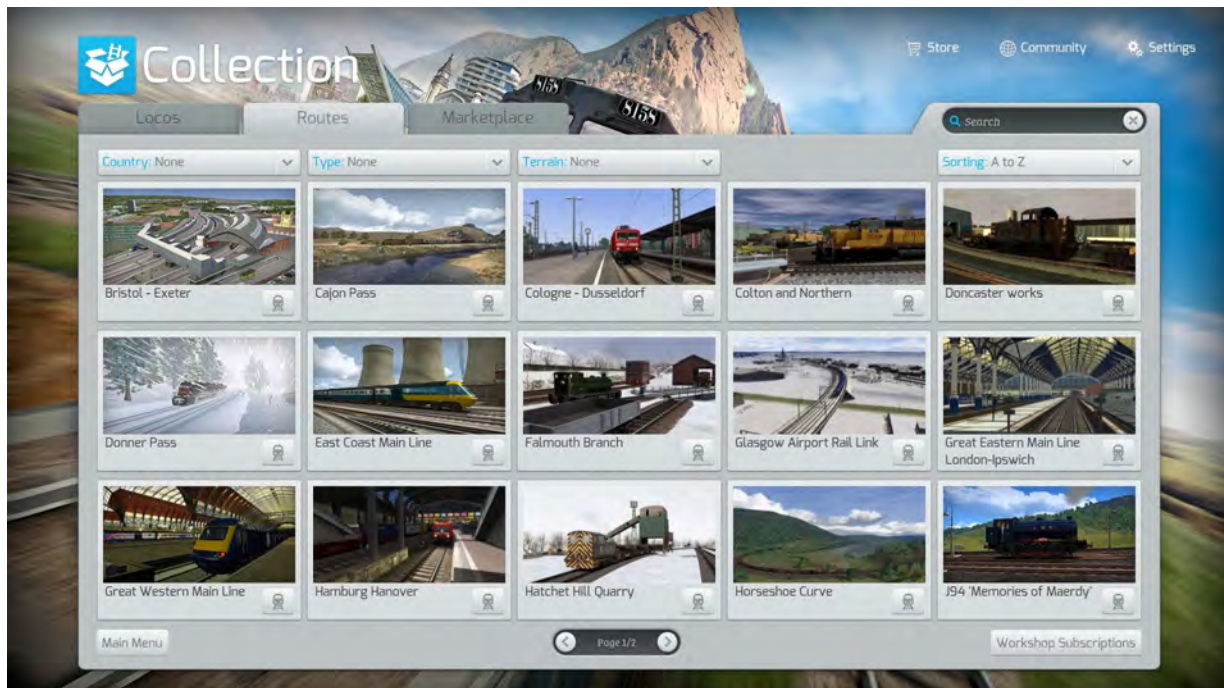 Collection
Store
Community
Settings
8158
8158
Locos
Routes
Marketplace
Search
Country: None
Type: None
Terrain: None
Sorting: A to Z
Bristol - Exeter
Cajon Pass
Cologne - Dusseldorf
Colton and Northern
Doncaster works
Donner Pass
East Coast Main Line
Falmouth Branch
Glasgow Airport Rail Link
Great Eastern Main Line
London-Ipswich
Great Western Main Line
Hamburg Hanover
Hatchet Hill Quarry
Horseshoe Curve
J94 'Memories of Maerdy'
Main Menu
Page 1/2
Workshop Subscriptions